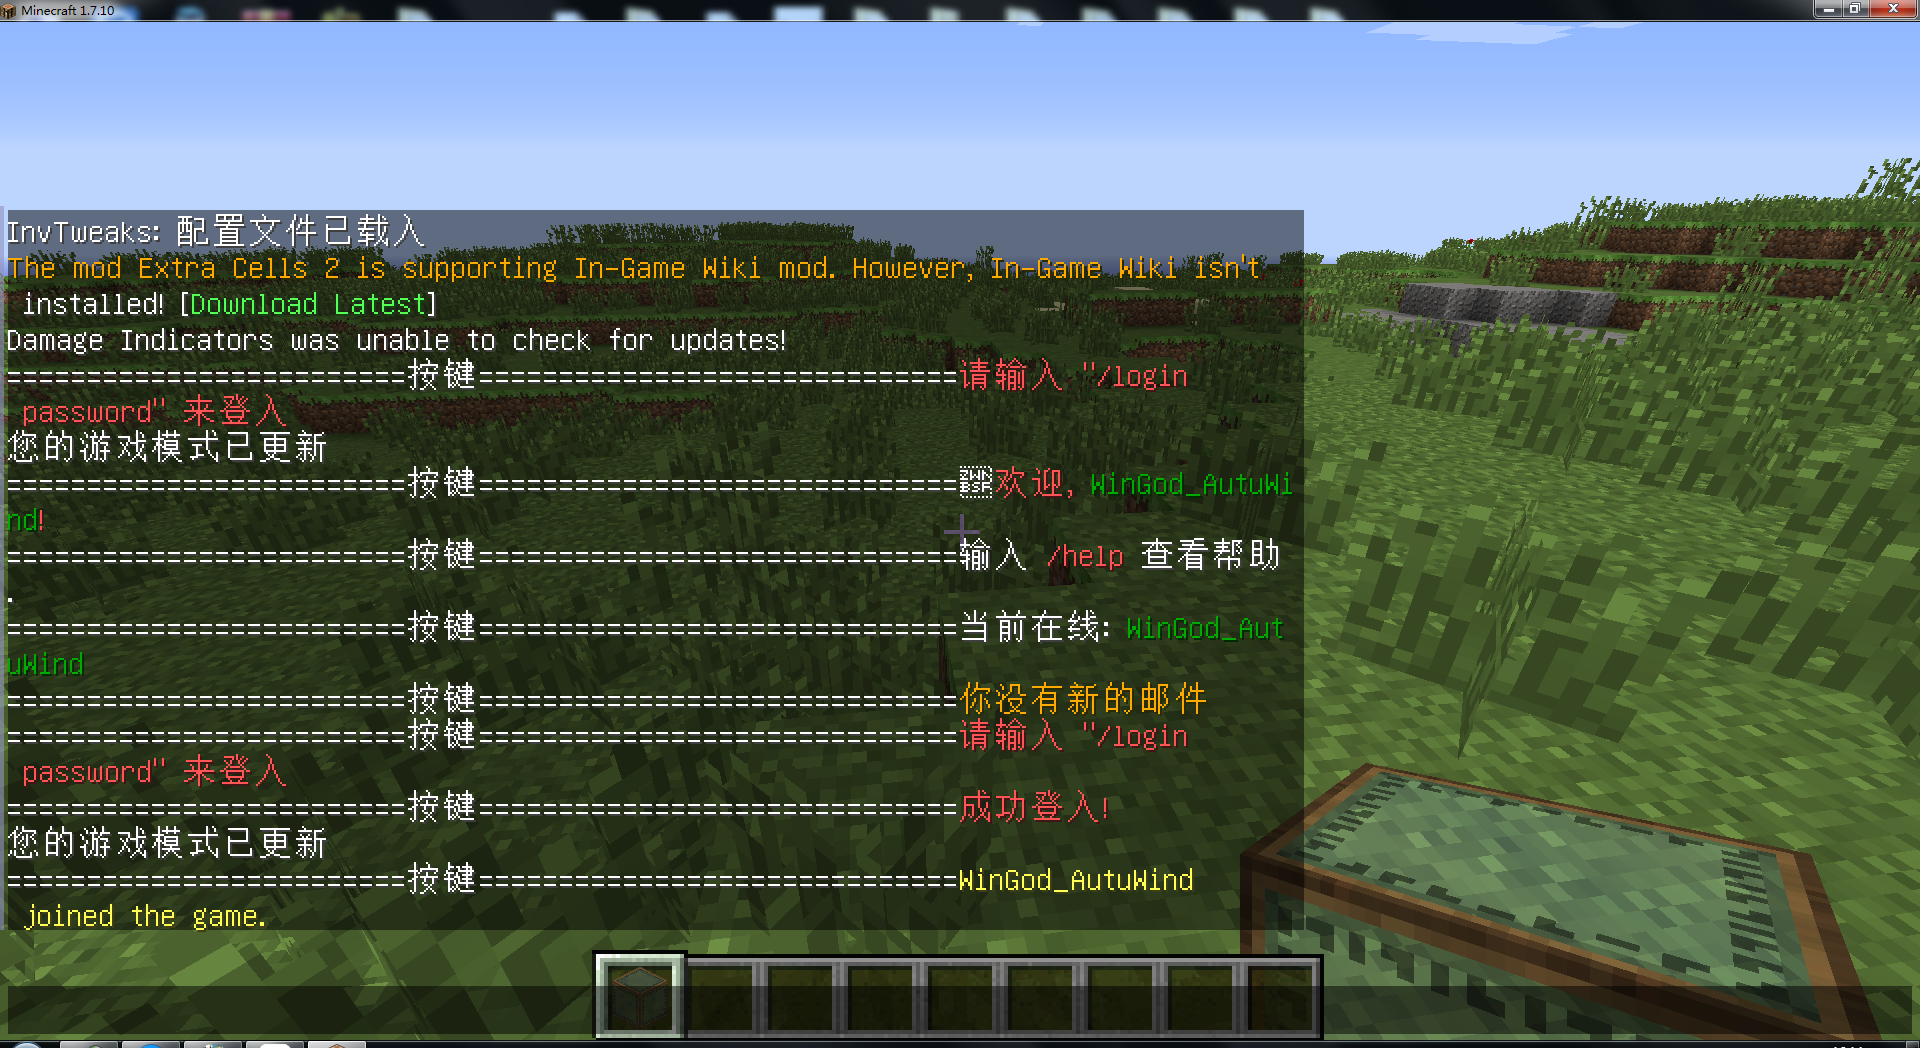 Minecraft 1.7.10
InvTweaks: 配置文件已载入
The mod Extra Cells 2 is supporting In-Game Wiki mod. However, In-Game Wiki isn't
installed! [Download Latest]
Damage Indicators was unable to check for updates!
=========================按键==============================请输入 "/login
password" 来登入
您的游戏模式已更新
=========================按键==============================欢迎, WinGod_AutuWi
nd!
=========================按键==============================输入 /help 查看帮助
.
=========================按键==============================当前在线: WinGod_Aut
uWind
=========================按键==============================你没有新的邮件
=========================按键==============================请输入 "/login
password" 来登入
=========================按键==============================成功登入!
您的游戏模式已更新
=========================按键==============================WinGod_AutuWind
joined the game.